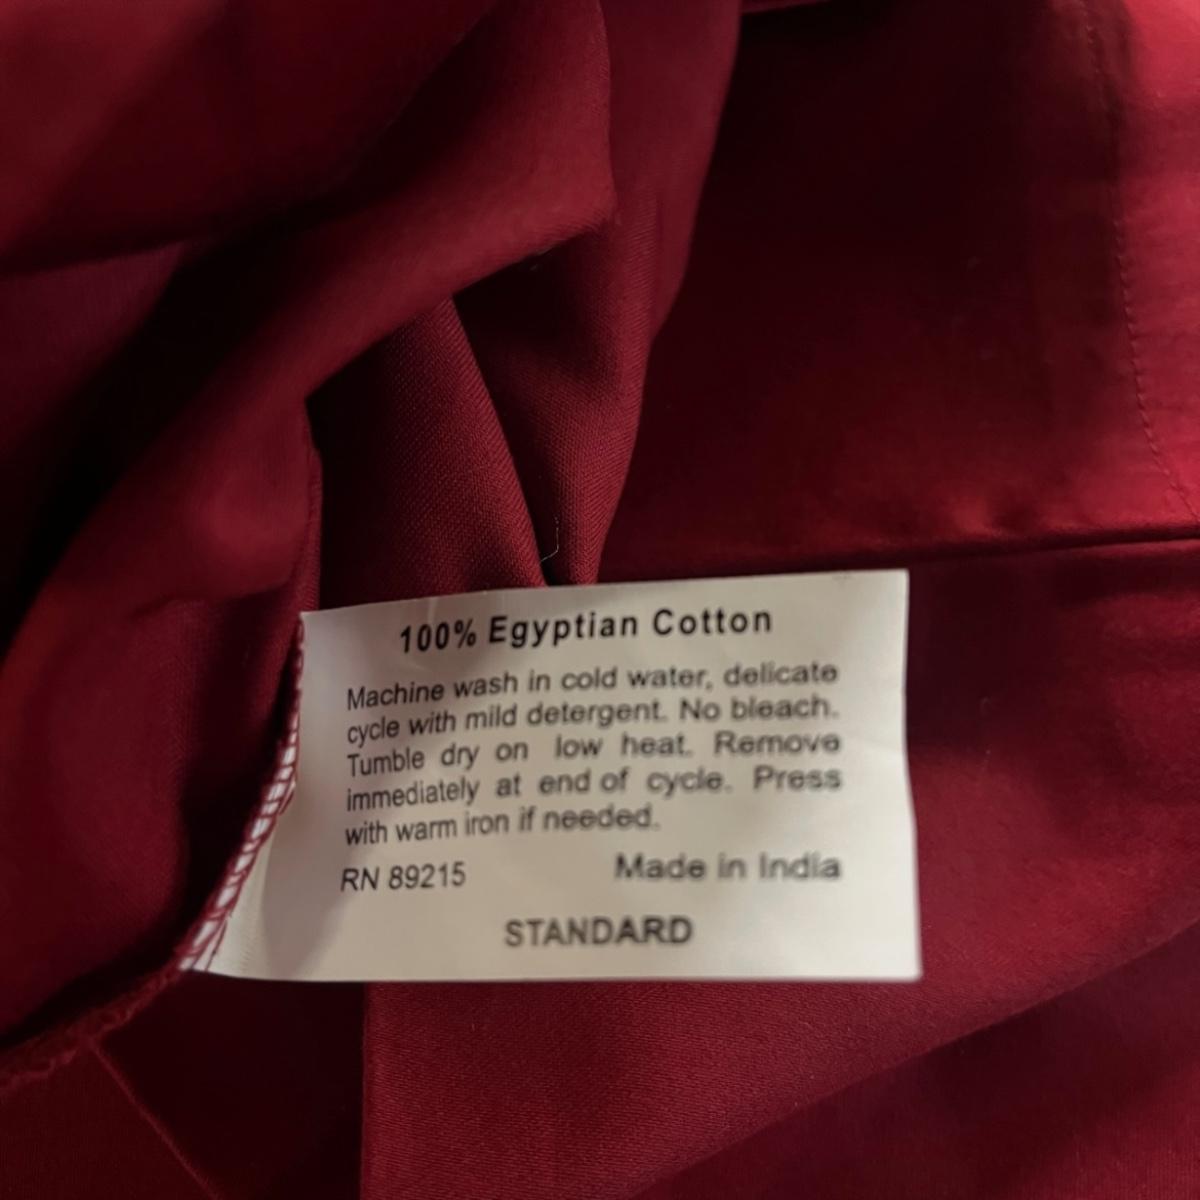 100% Egyptian Cotton
Machine wash in cold water, delicate
cycle with mild detergent. No bleach.
Tumble dry on low heat. Remove
immediately at end of cycle. Press
with warm iron if needed.
RN 89215 Made in India
STANDARD